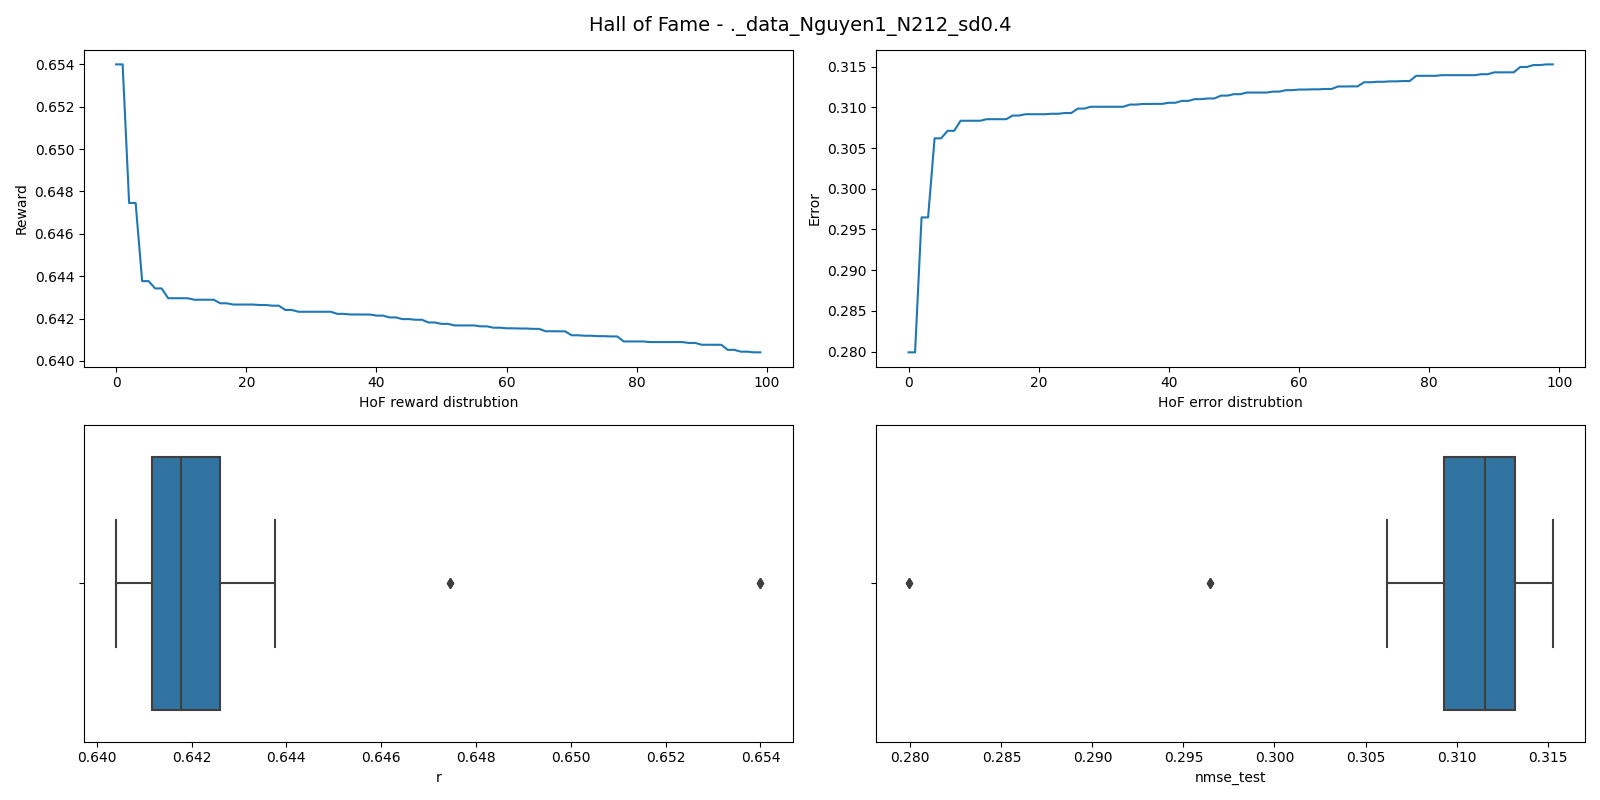 Hall of Fame - ._data_Nguyen1_N212_sd0.4
0.654
0.652
0.650
0.648
0.646
0.644
0.642
0.640
Reward
0 20 40 60 80 100
HoF reward distrubtion
0.315
0.310
0.305
0.300
0.295
0.290
0.285
0.280
Error
0 20 40 60 80 100
HoF error distrubtion
0.640 0.642 0.644 0.646 0.648 0.650 0.652 0.654
r
0.280 0.285 0.290 0.295 0.300 0.305 0.310 0.315
nmse_test